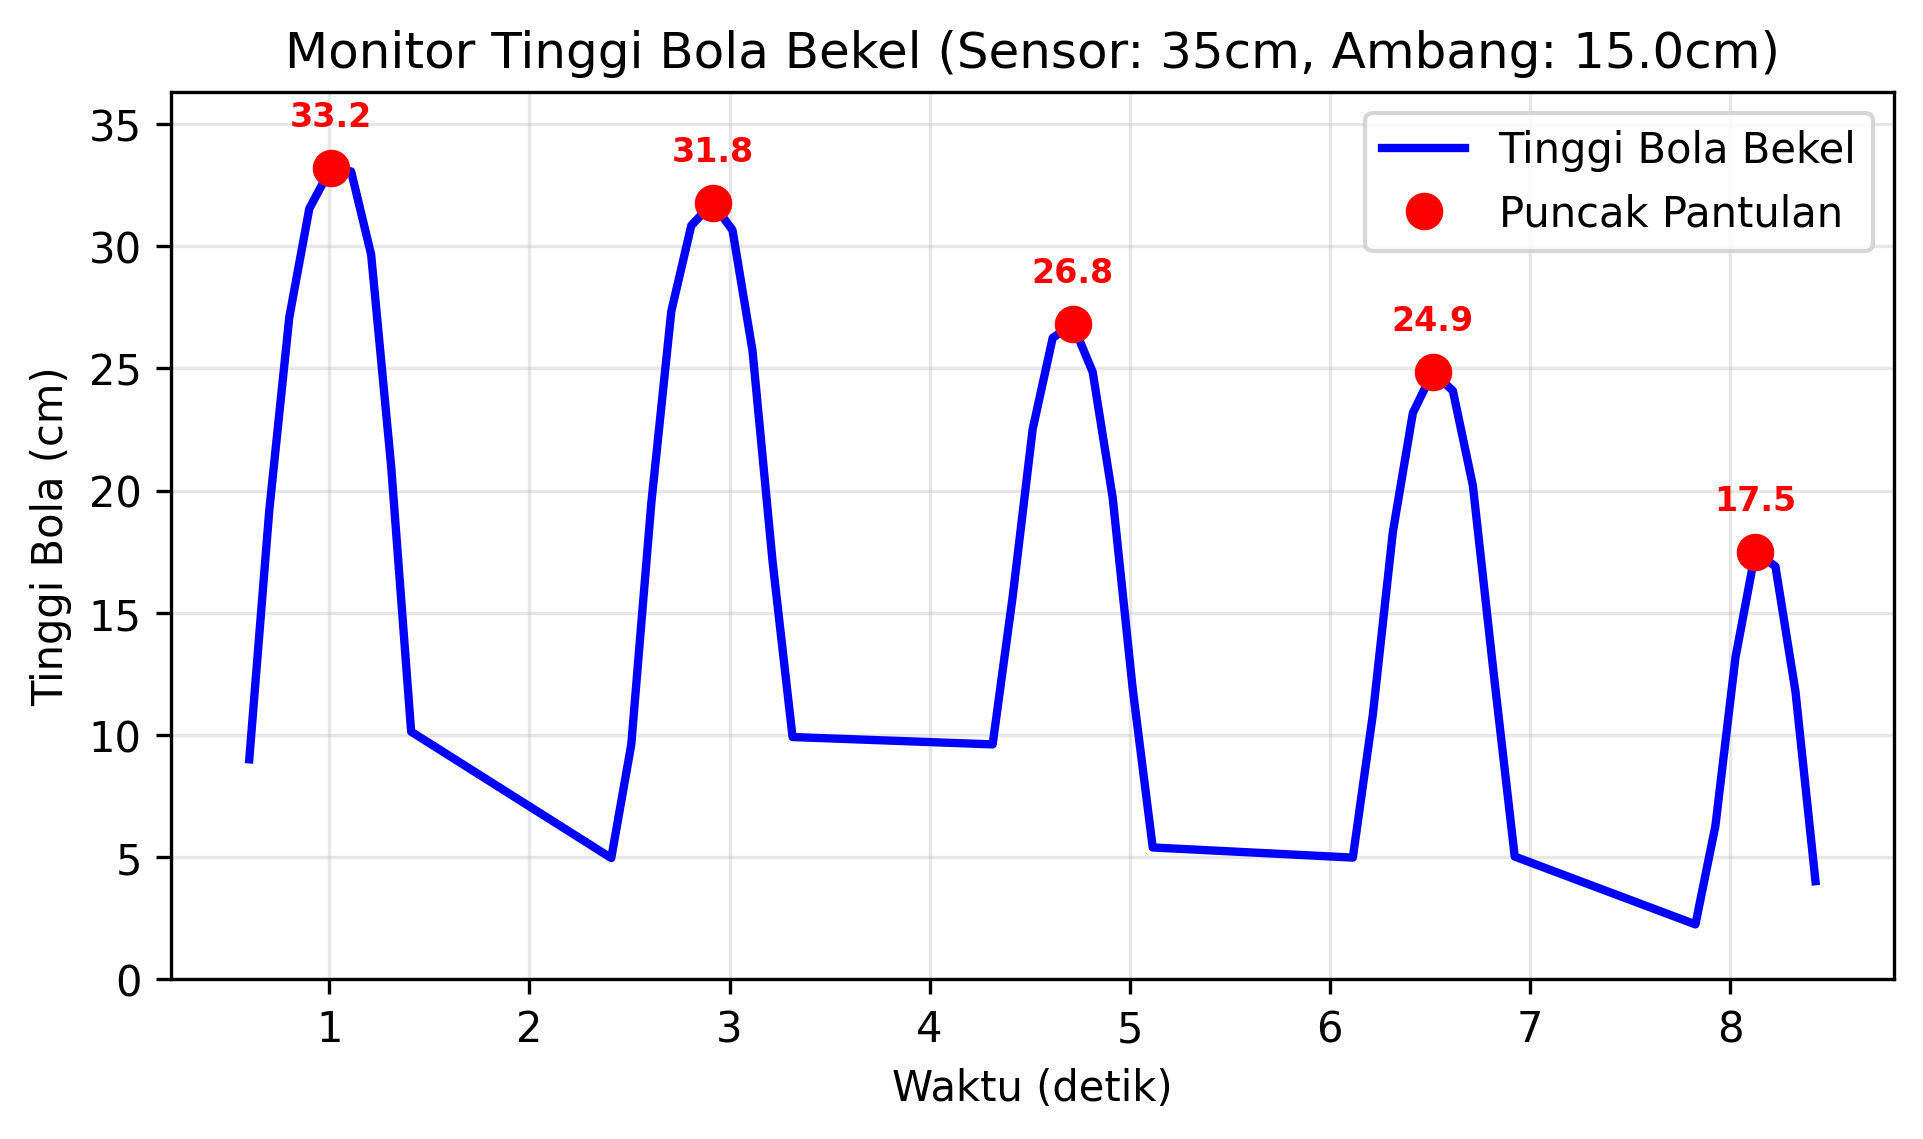 Monitor Tinggi Bola Bekel (Sensor: 35cm, Ambang: 15.0cm)
Tinggi Bola Bekel
Puncak Pantulan
33.2
31.8
26.8
24.9
17.5
Tinggi Bola (cm)
35
30
25
20
15
10
5
0
1 2 3 4 5 6 7 8
Waktu (detik)